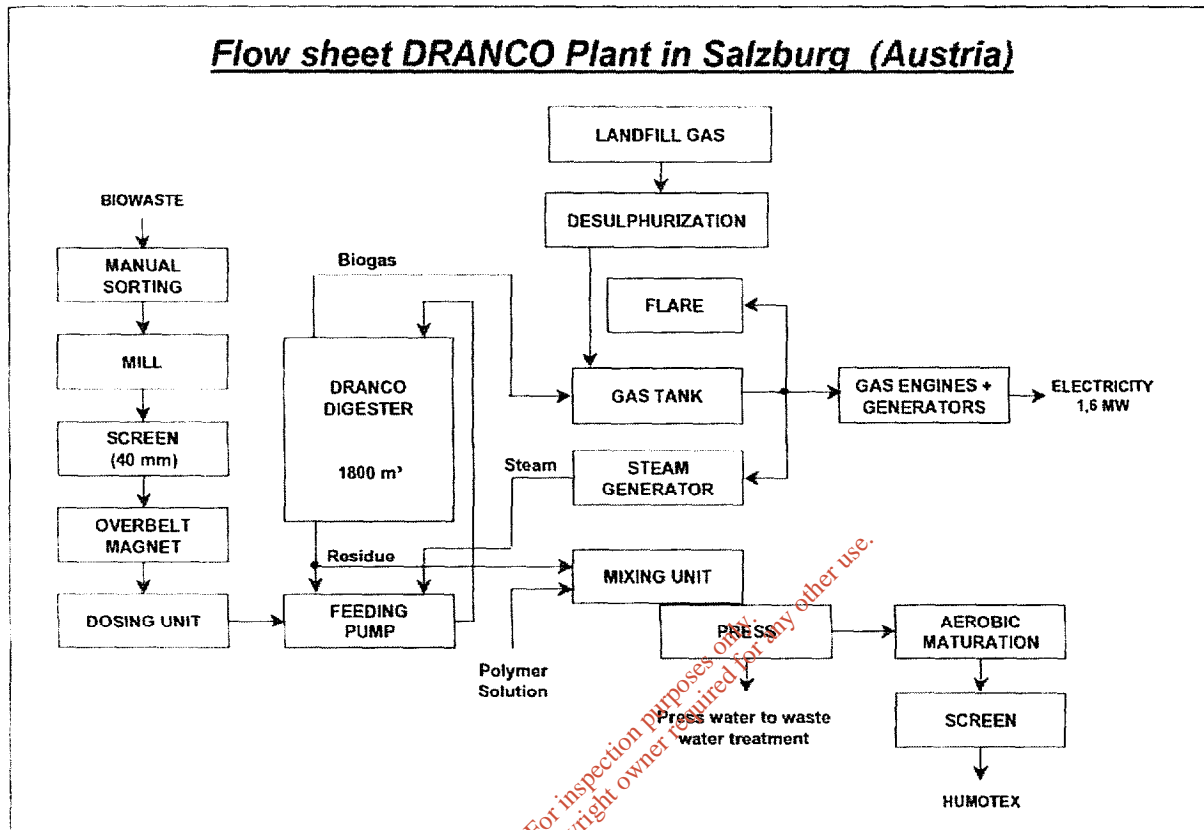 Flow sheet DRANCO Plant in Salzburg (Austria)
LANDFILL GAS
DESULPHURIZATION
BIOWASTE
MANUAL
SORTING
MILL
SCREEN
(40 mm)
OVERBELT
MAGNET
DOSING UNIT
Biogas
DRANCO
DIGESTER
1800 m³
Residue
FEEDING
PUMP
FLARE
GAS TANK
GAS ENGINES +
GENERATORS
ELECTRICITY
1,6 MW
Steam
STEAM
GENERATOR
MIXING UNIT
Polymer
Solution
PRESS
Press water to waste
water treatment
AEROBIC
MATURATION
SCREEN
HUMOTEX
For inspection purposes only.
owner required for any other use.